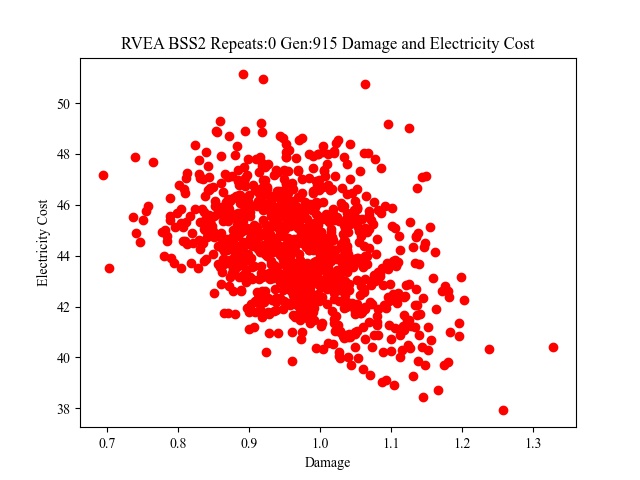 RVEA BSS2 Repeats:0 Gen:915 Damage and Electricity Cost
Electricity Cost
50
48
46
44
42
40
38
0.7 0.8 0.9 1.0 1.1 1.2 1.3
Damage